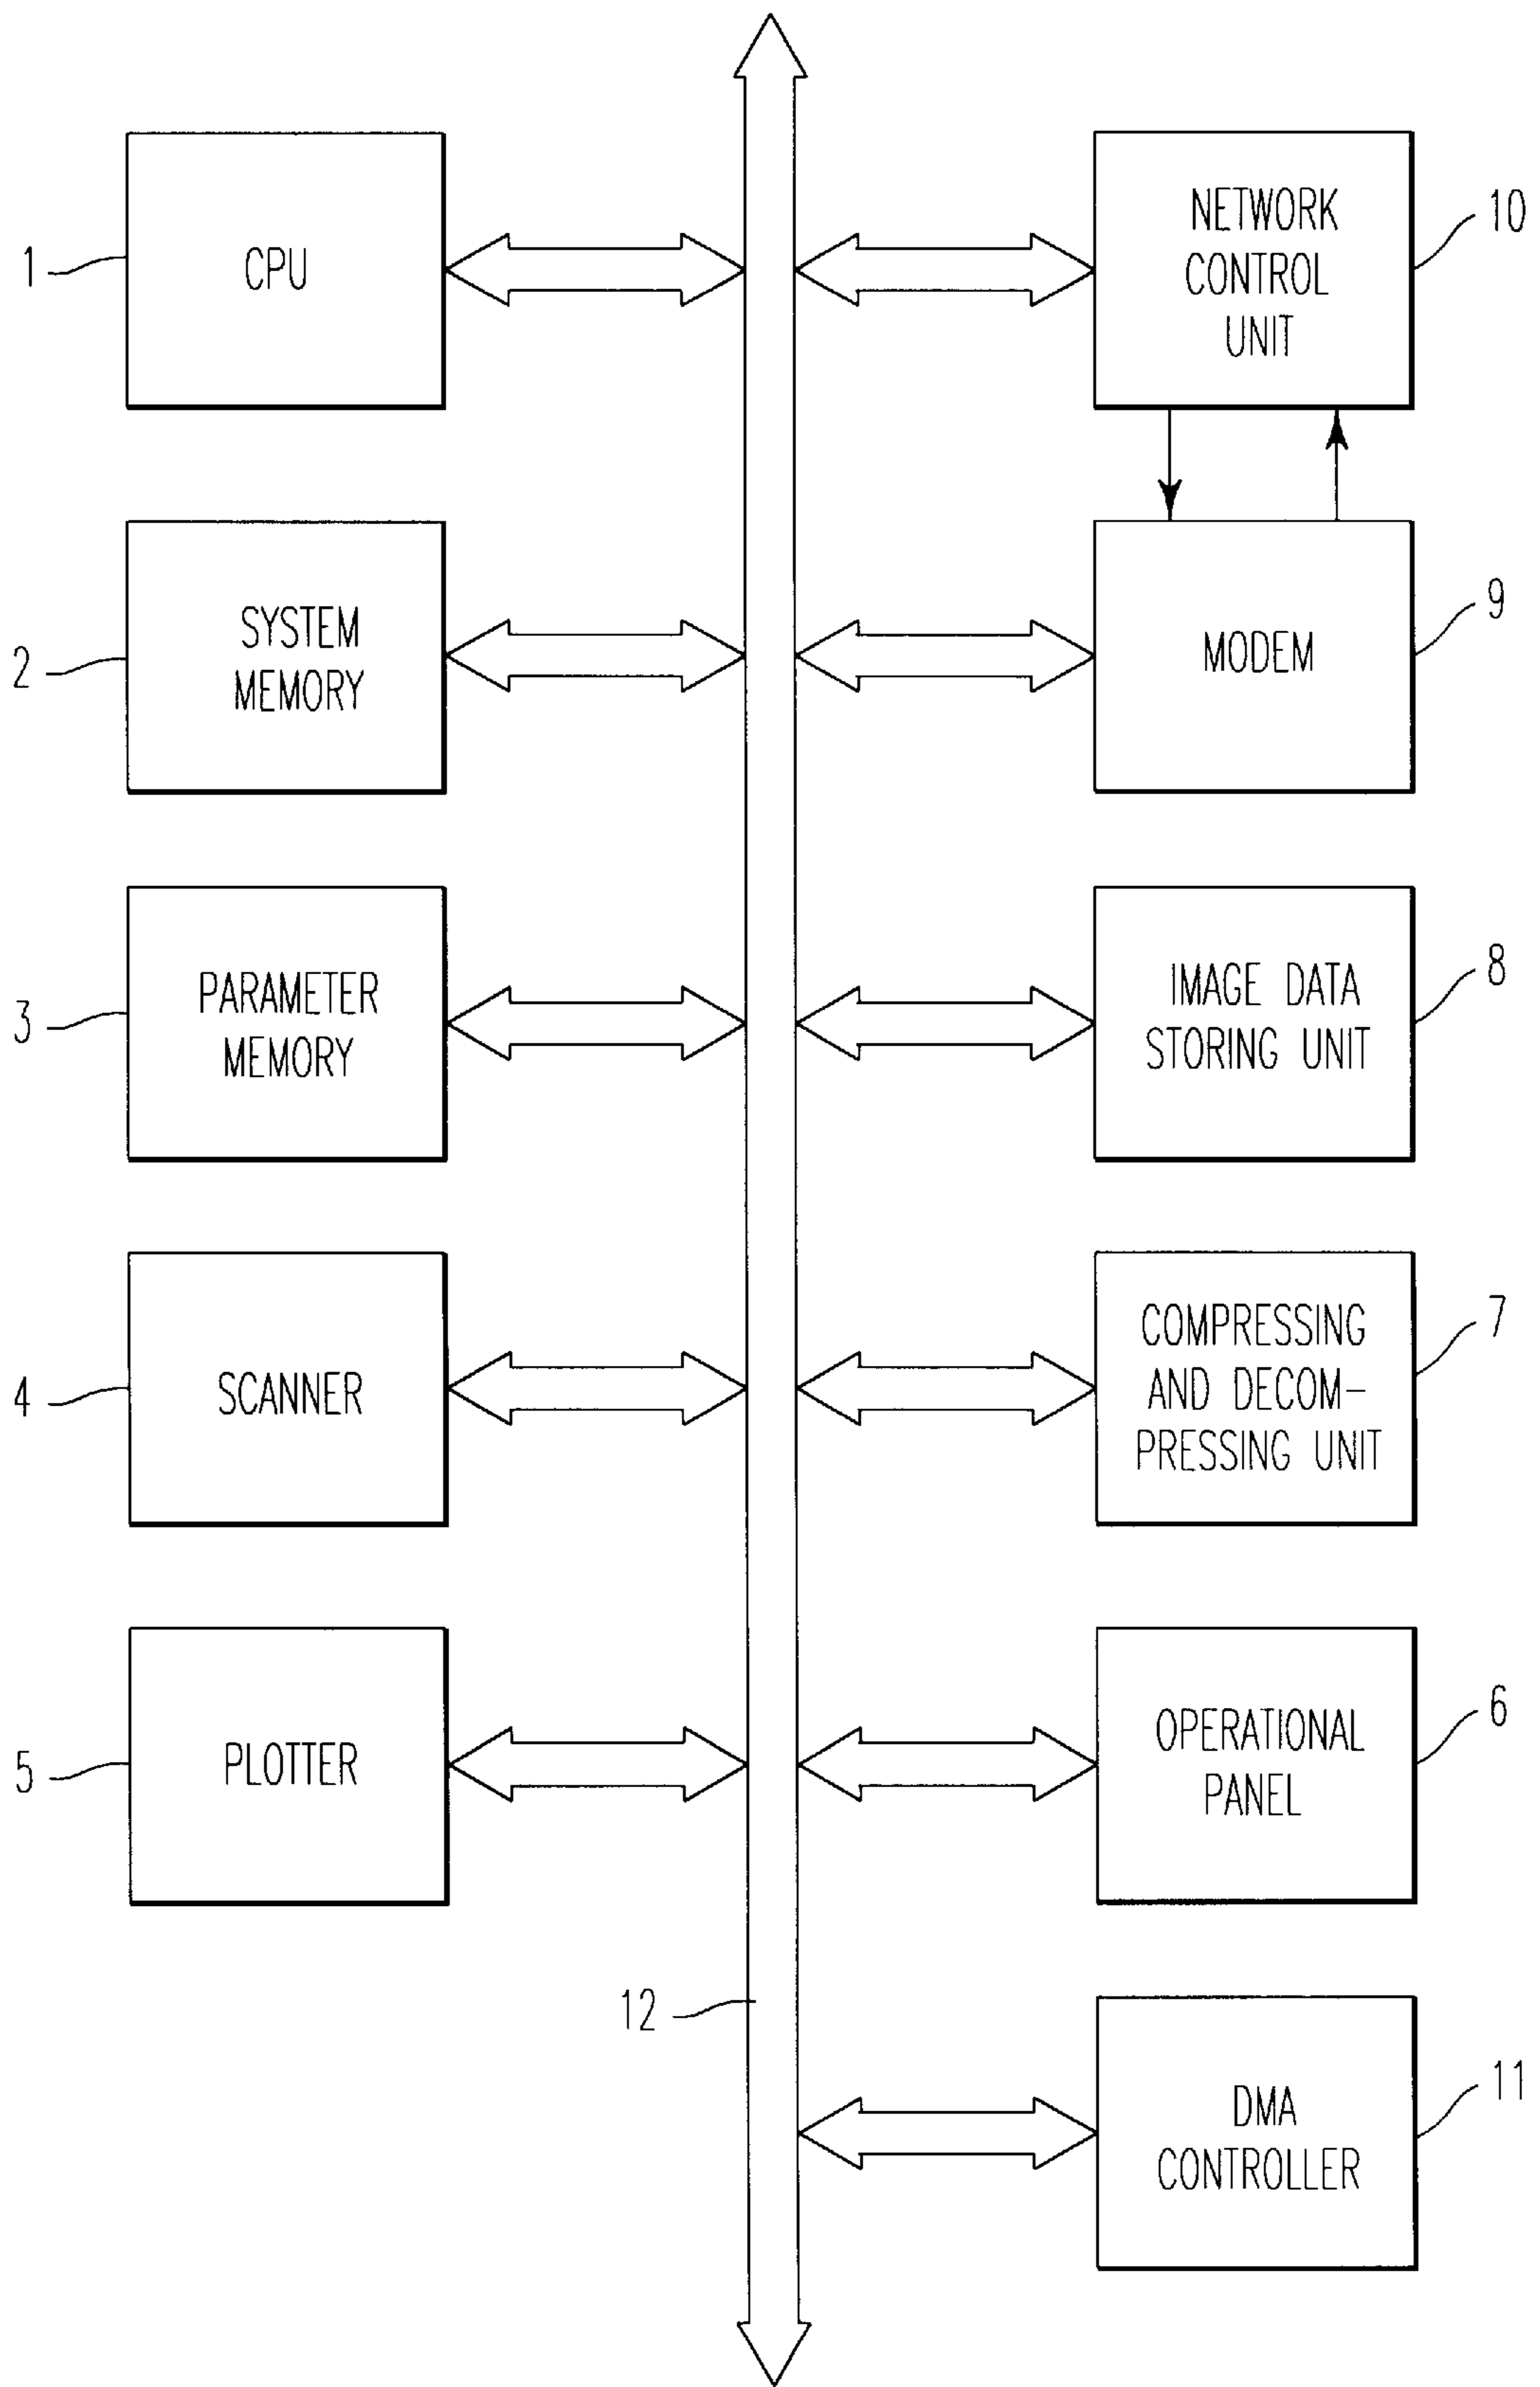 1
CPU
NETWORK
CONTROL
UNIT
10
2
SYSTEM
MEMORY
MODEM
9
3
PARAMETER
MEMORY
IMAGE DATA
STORING UNIT
8
4
SCANNER
COMPRESSING
AND DECOM-
PRESSING UNIT
7
5
PLOTTER
OPERATIONAL
PANEL
6
12
DMA
CONTROLLER
11